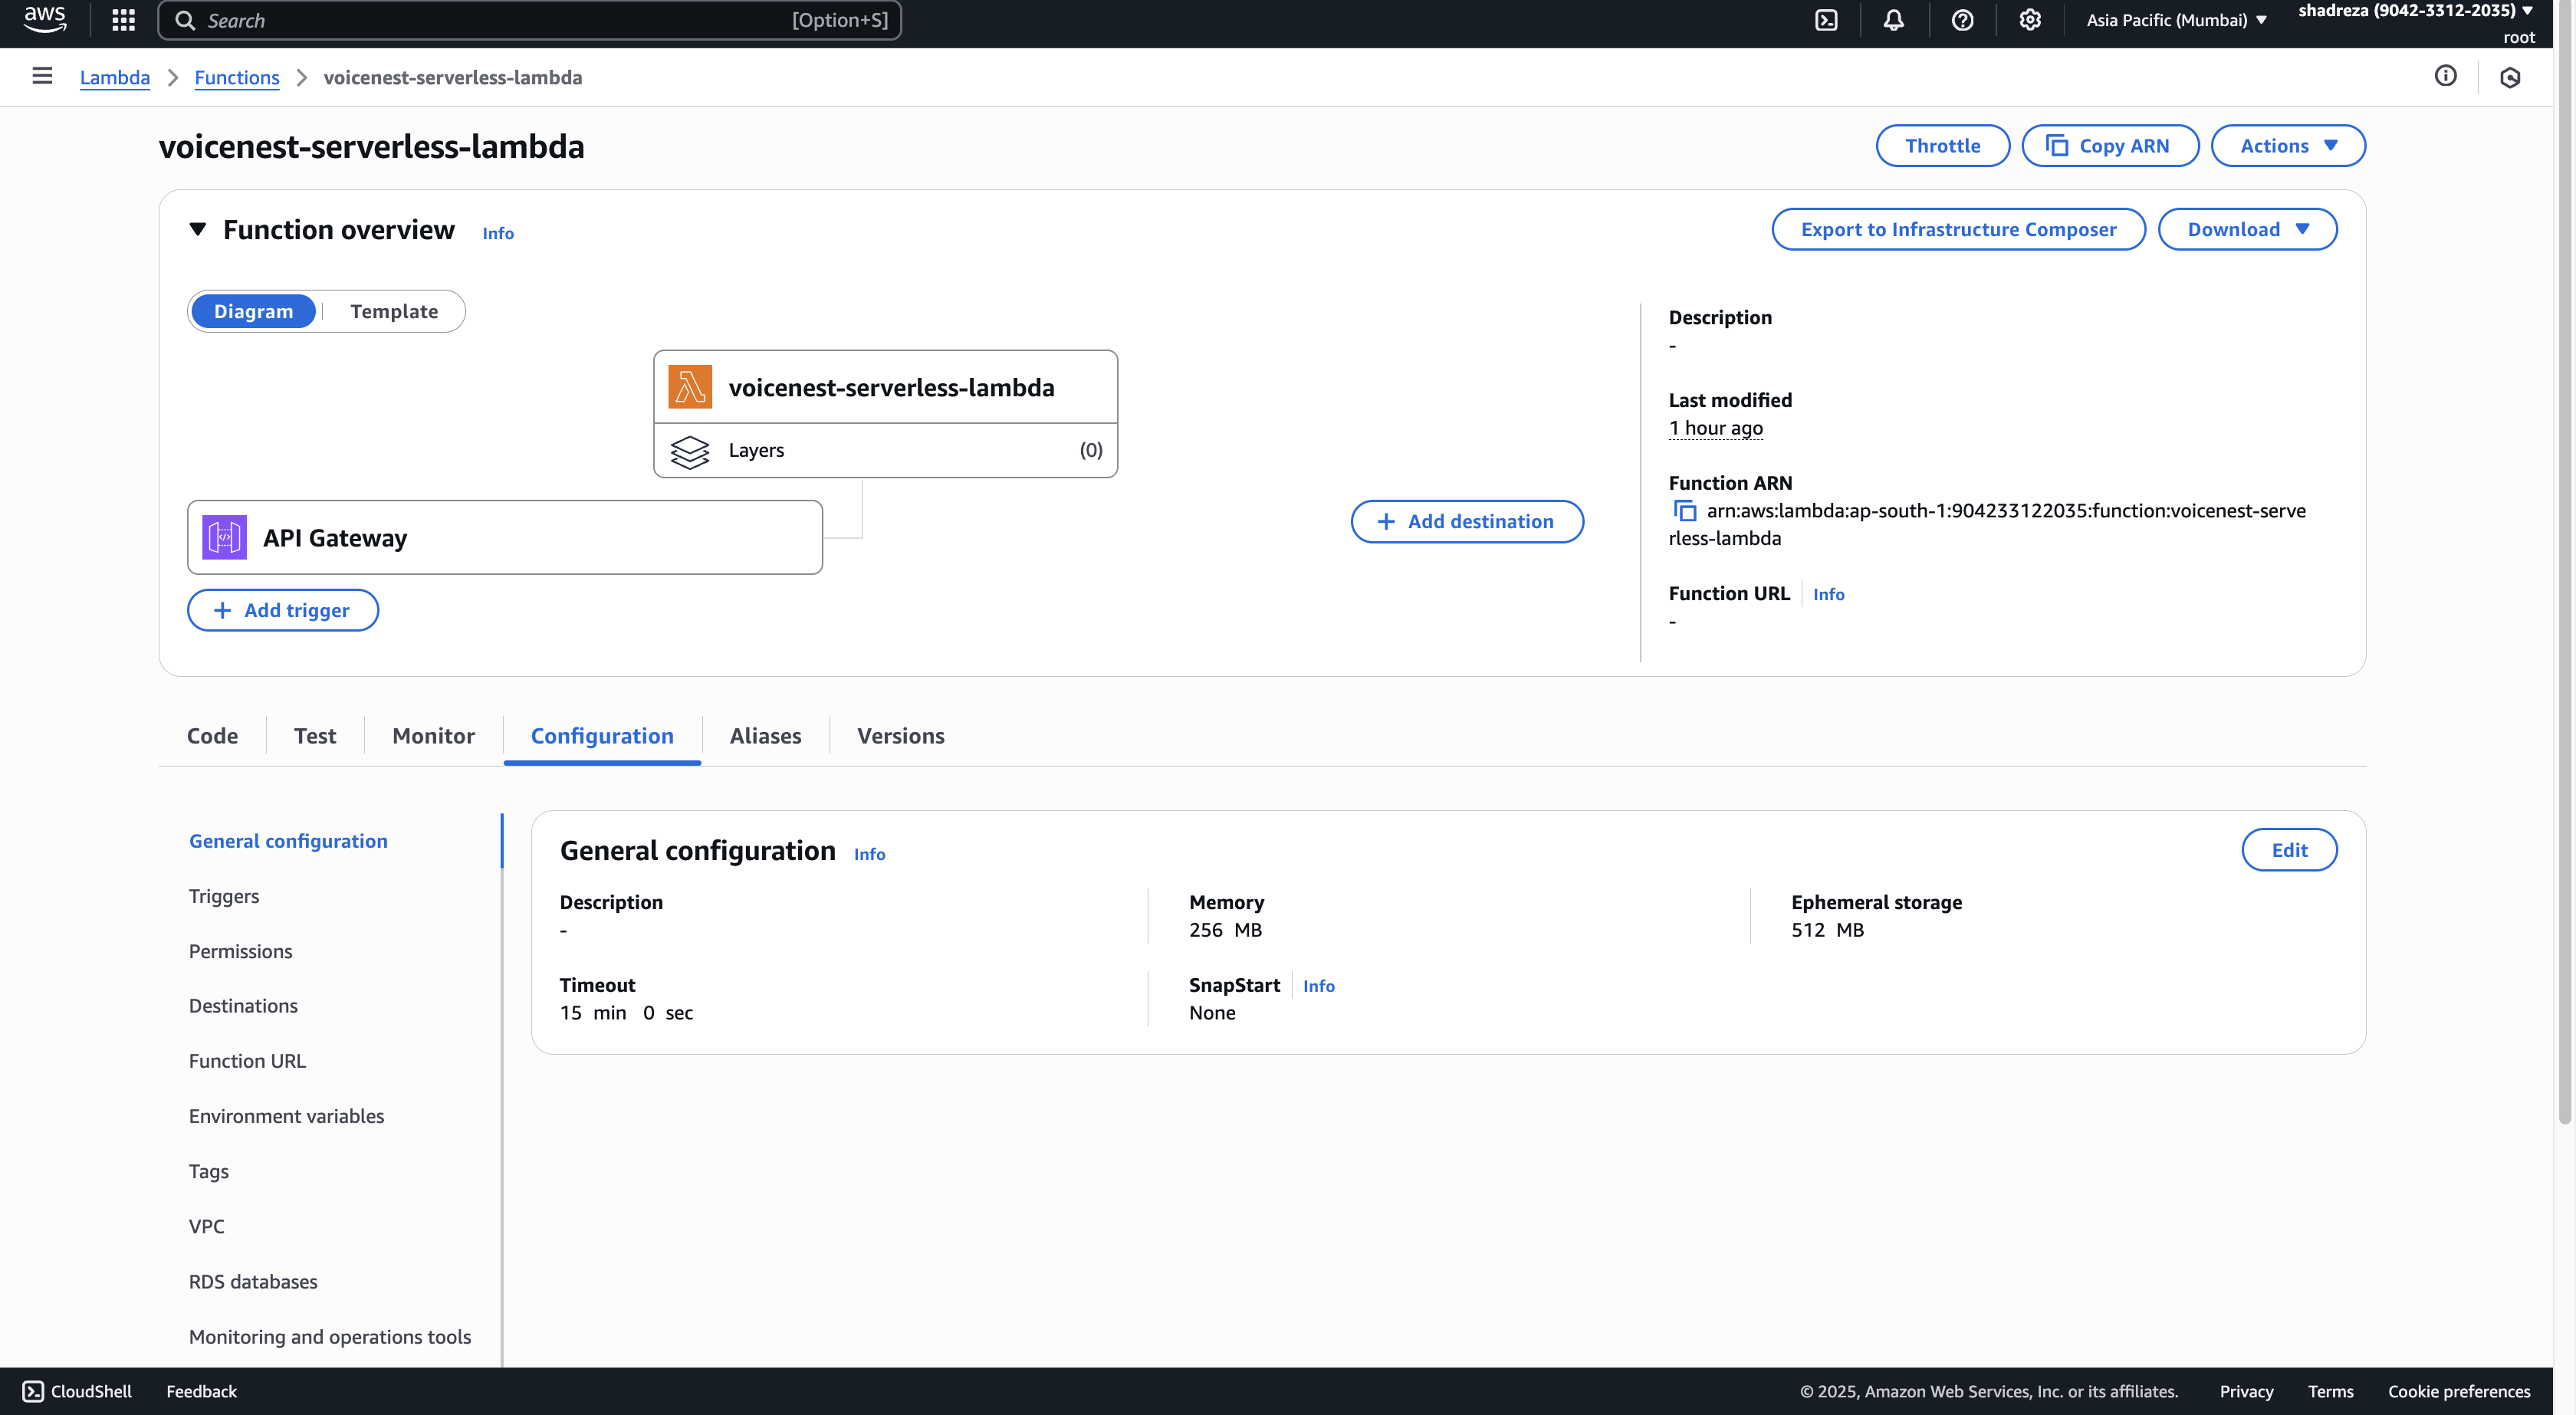 aws
Search [Option+S]
Asia Pacific (Mumbai)
shadreza (9042-3312-2035)
root
Lambda
Functions
voicenest-serverless-lambda
voicenest-serverless-lambda
Throttle
Copy ARN
Actions
Function overview
Info
Export to Infrastructure Composer
Download
Diagram
Template
voicenest-serverless-lambda
Layers (0)
API Gateway
Add trigger
Add destination
Description
-
Last modified
1 hour ago
Function ARN
arn:aws:lambda:ap-south-1:904233122035:function:voicenest-serve
rless-lambda
Function URL
Info
-
Code
Test
Monitor
Configuration
Aliases
Versions
General configuration
Triggers
Permissions
Destinations
Function URL
Environment variables
Tags
VPC
RDS databases
Monitoring and operations tools
General configuration
Info
Edit
Description
-
Memory
256 MB
Ephemeral storage
512 MB
Timeout
15 min 0 sec
SnapStart
Info
None
CloudShell
Feedback
© 2025, Amazon Web Services, Inc. or its affiliates.
Privacy
Terms
Cookie preferences